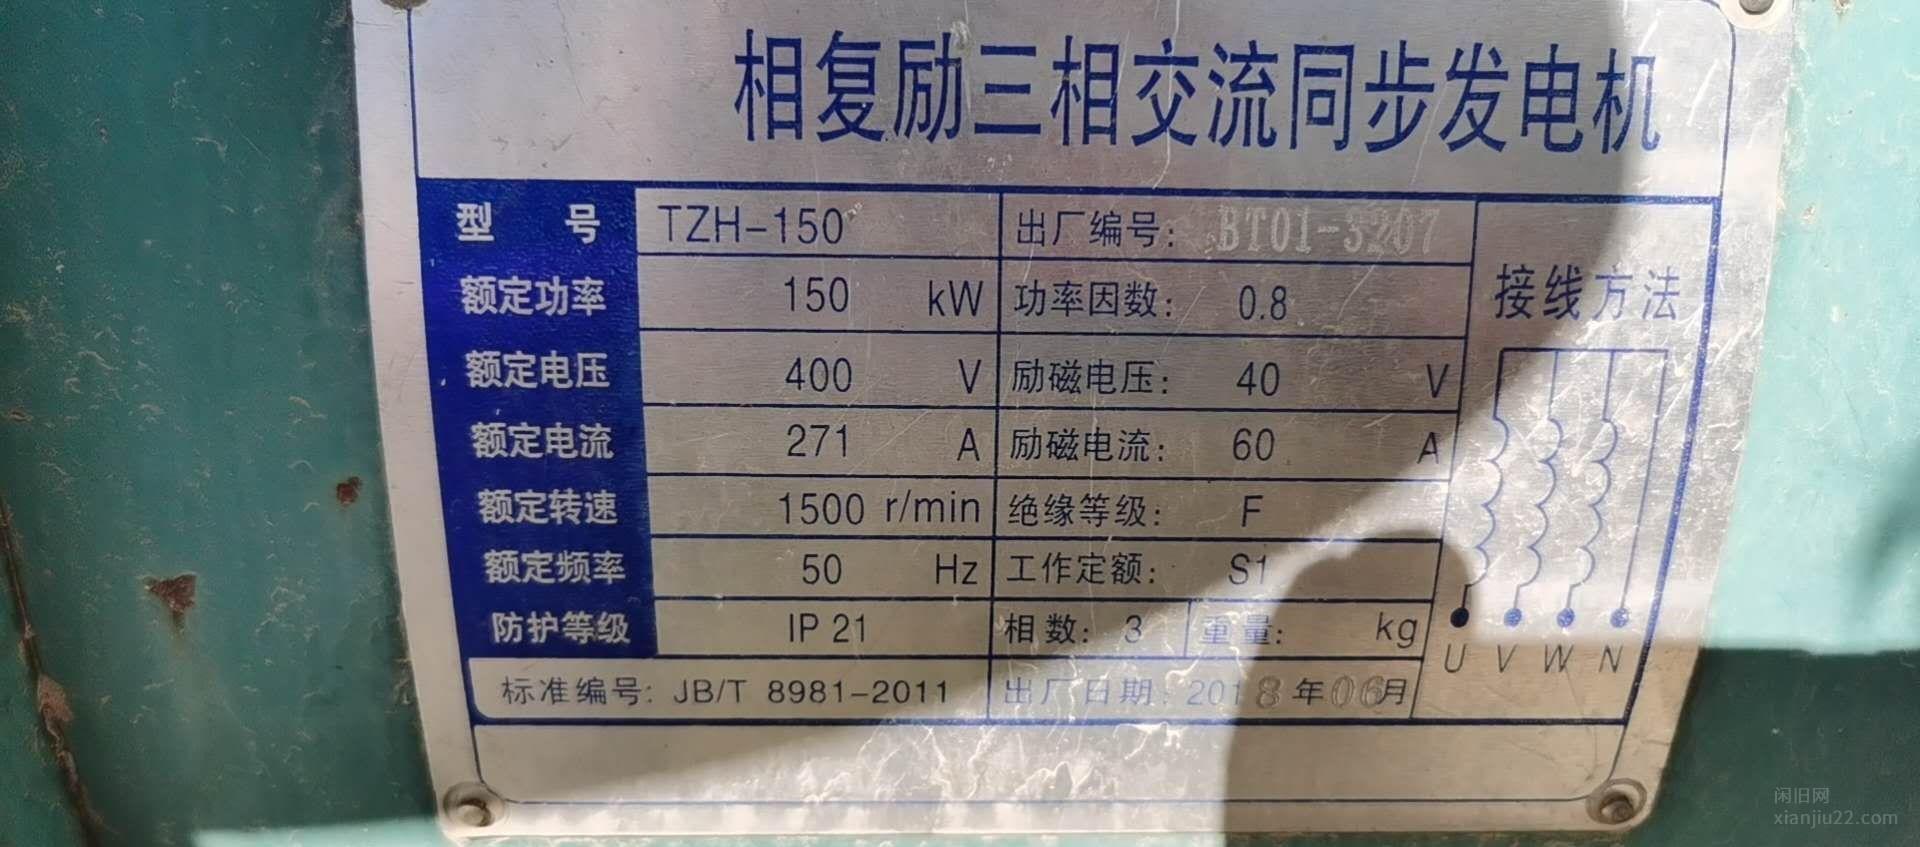 相复励三相交流同步发电机
型 号 TZH-150 出厂编号: BT01-3207
额定功率 150 kW 功率因数: 0.8 接线方法
额定电压 400 V 励磁电压: 40 V
额定电流 271 A 励磁电流: 60 A
额定转速 1500 r/min 绝缘等级: F
额定频率 50 Hz 工作定额: S1
防护等级 IP 21 相数: 3 重量: kg
U V W N
标准编号: JB/T 8981-2011 出厂日期: 2018年06月
闲旧网
xianjiu22.com